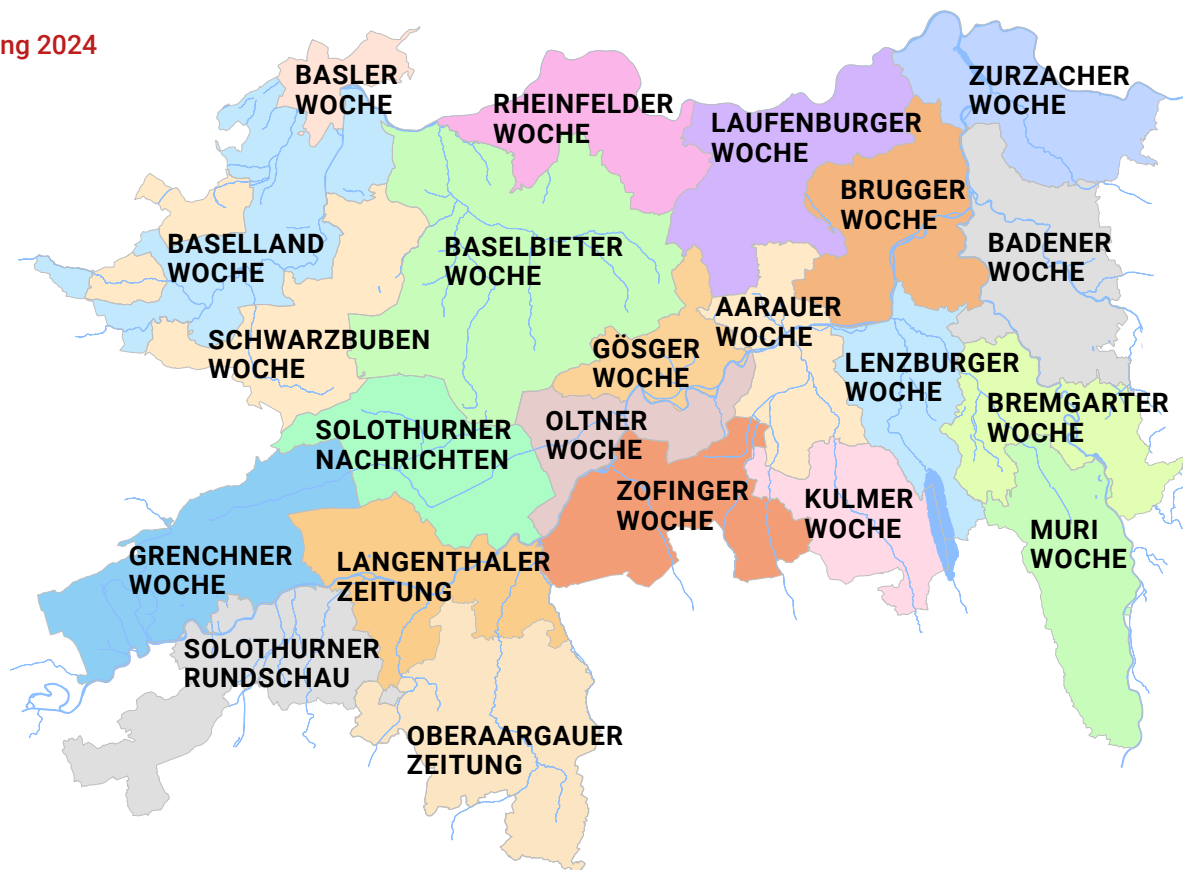 ng 2024
BASLER
WOCHE
RHEINFELDER
WOCHE
LAUFENBURGER
WOCHE
ZURZACHER
WOCHE
BRUGGER
WOCHE
BASELLAND
WOCHE
BASELBIETER
WOCHE
BADENER
WOCHE
AARAUER
WOCHE
SCHWARZBUBEN
WOCHE
GÖSGER
WOCHE
LENZBURGER
WOCHE
BREMGARTER
WOCHE
SOLOTHURNER
NACHRICHTEN
OLTNER
WOCHE
ZOFINGER
WOCHE
KULMER
WOCHE
MURI
WOCHE
GRENCHNER
WOCHE
LANGENTHALER
ZEITUNG
SOLOTHURNER
RUNDSCHAU
OBERAARGAUER
ZEITUNG